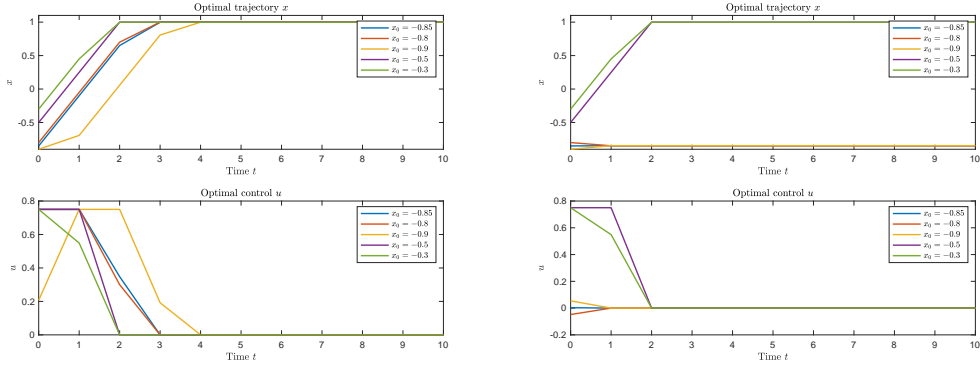 Optimal trajectory x
1
0.5
0
-0.5
x
x₀ = −0.85
x₀ = −0.8
x₀ = −0.9
x₀ = −0.5
x₀ = −0.3
0 1 2 3 4 5 6 7 8 9 10
Time t
Optimal control u
0.8
0.6
0.4
0.2
0
u
x₀ = −0.85
x₀ = −0.8
x₀ = −0.9
x₀ = −0.5
x₀ = −0.3
0 1 2 3 4 5 6 7 8 9 10
Time t
Optimal trajectory x
1
0.5
0
-0.5
x
x₀ = −0.85
x₀ = −0.8
x₀ = −0.9
x₀ = −0.5
x₀ = −0.3
0 1 2 3 4 5 6 7 8 9 10
Time t
Optimal control u
0.8
0.6
0.4
0.2
0
-0.2
u
x₀ = −0.85
x₀ = −0.8
x₀ = −0.9
x₀ = −0.5
x₀ = −0.3
0 1 2 3 4 5 6 7 8 9 10
Time t